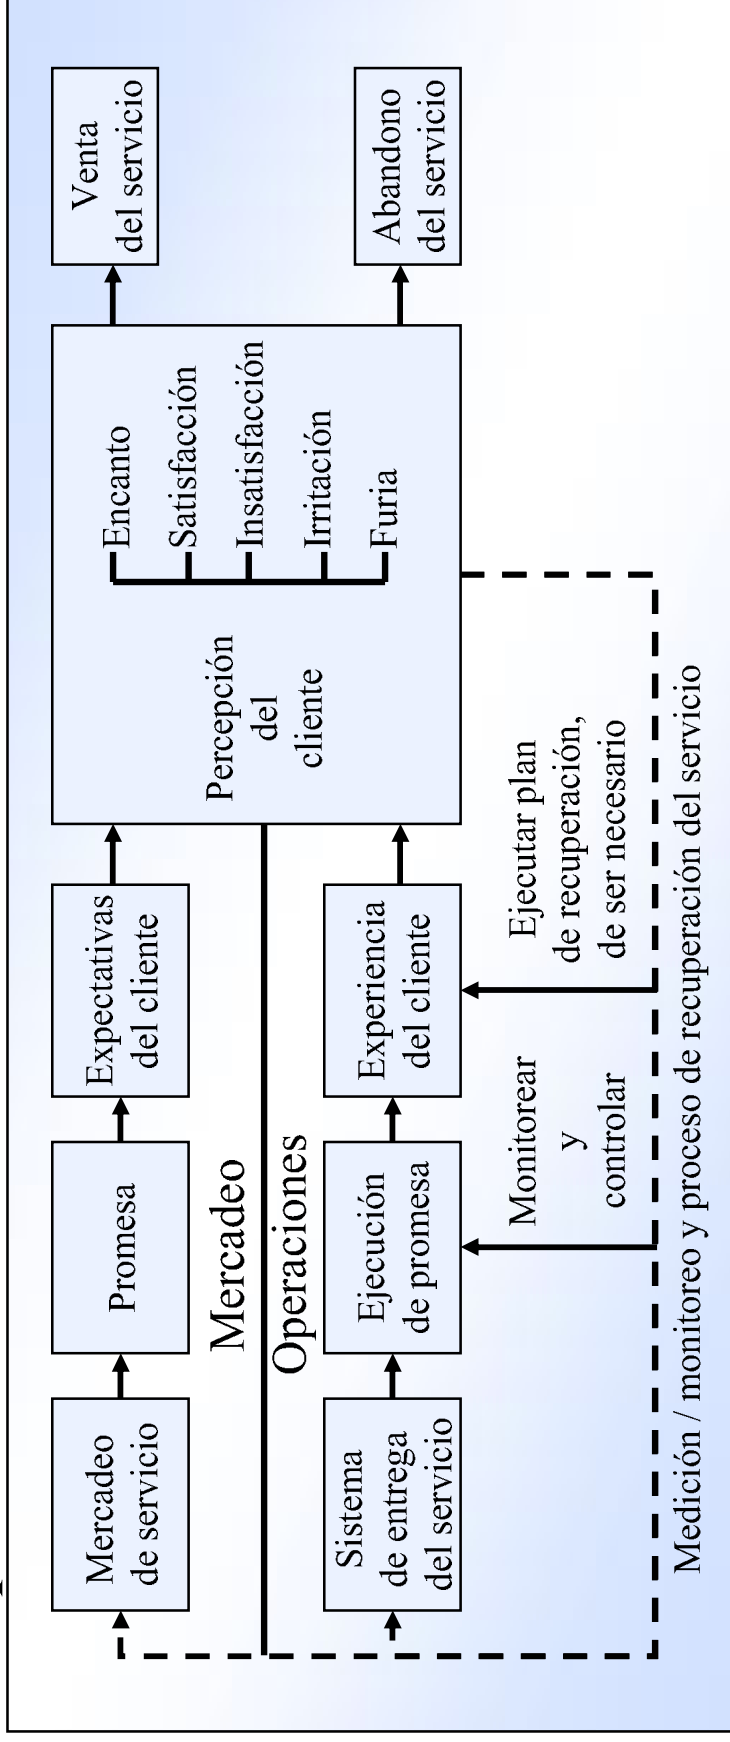 Mercadeo
de servicio
Promesa
Expectativas
del cliente
Mercadeo
Operaciones
Sistema
de entrega
del servicio
Ejecución
de promesa
Experiencia
del cliente
Percepción
del
cliente
Encanto
Satisfacción
Insatisfacción
Irritación
Furia
Venta
del servicio
Abandono
del servicio
Monitorear
y
controlar
Ejecutar plan
de recuperación,
de ser necesario
Medición / monitoreo y proceso de recuperación del servicio